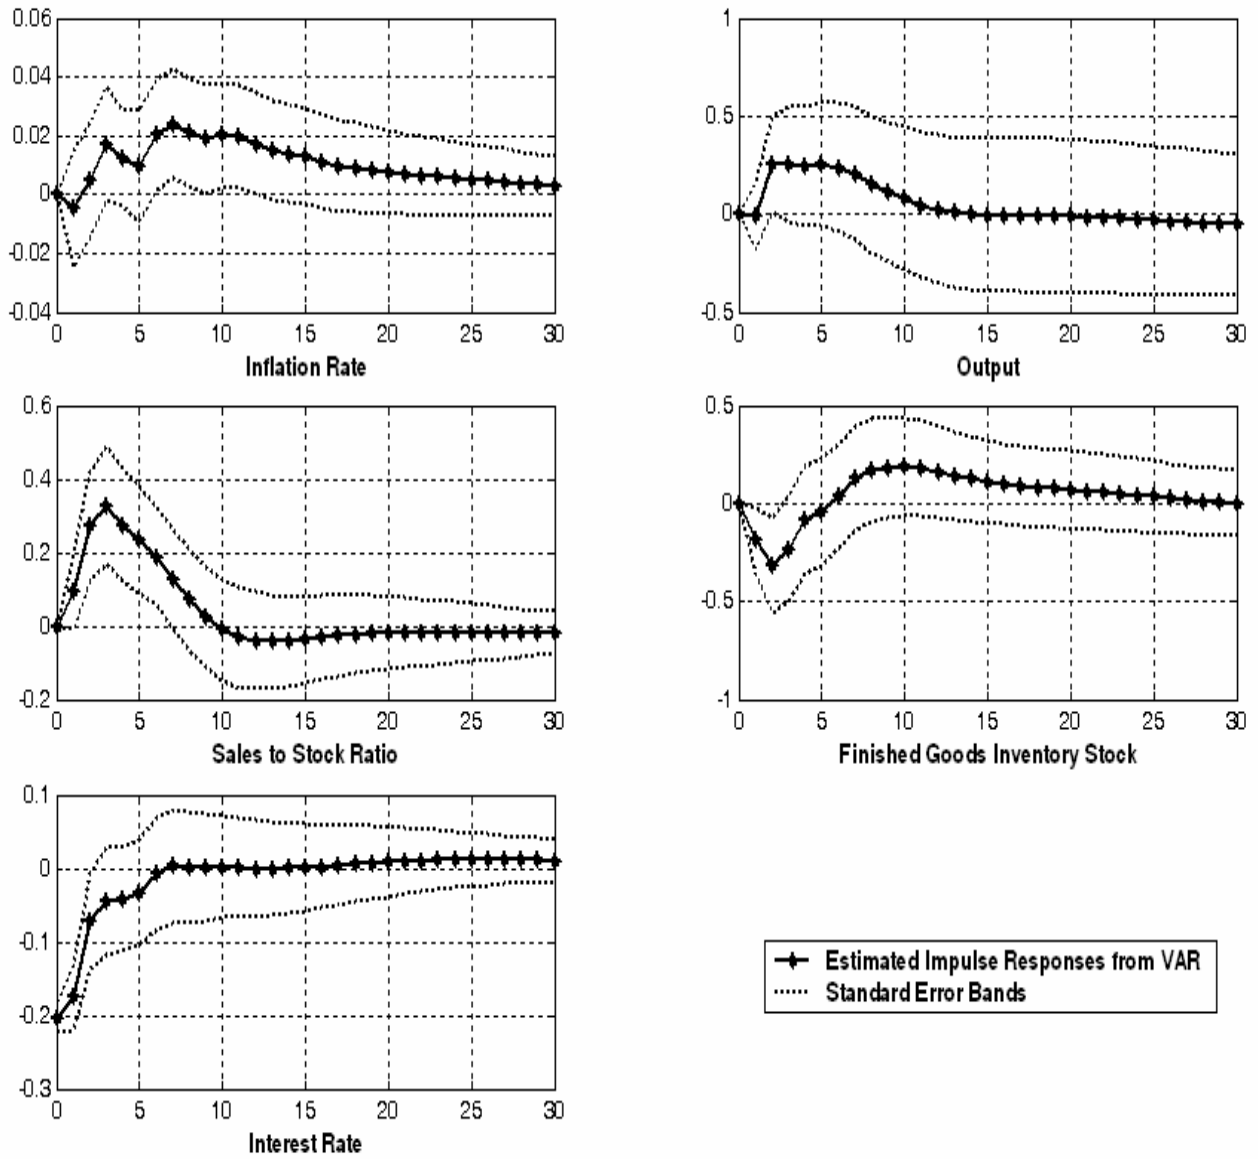 0.06
0.04
0.02
0
-0.02
-0.04
0 5 10 15 20 25 30
Inflation Rate
1
0.5
0
-0.5
0 5 10 15 20 25 30
Output
0.6
0.4
0.2
0
-0.2
0 5 10 15 20 25 30
Sales to Stock Ratio
0.5
0
-0.5
-1
0 5 10 15 20 25 30
Finished Goods Inventory Stock
0.1
0
-0.1
-0.2
-0.3
0 5 10 15 20 25 30
Interest Rate
Estimated Impulse Responses from VAR
Standard Error Bands